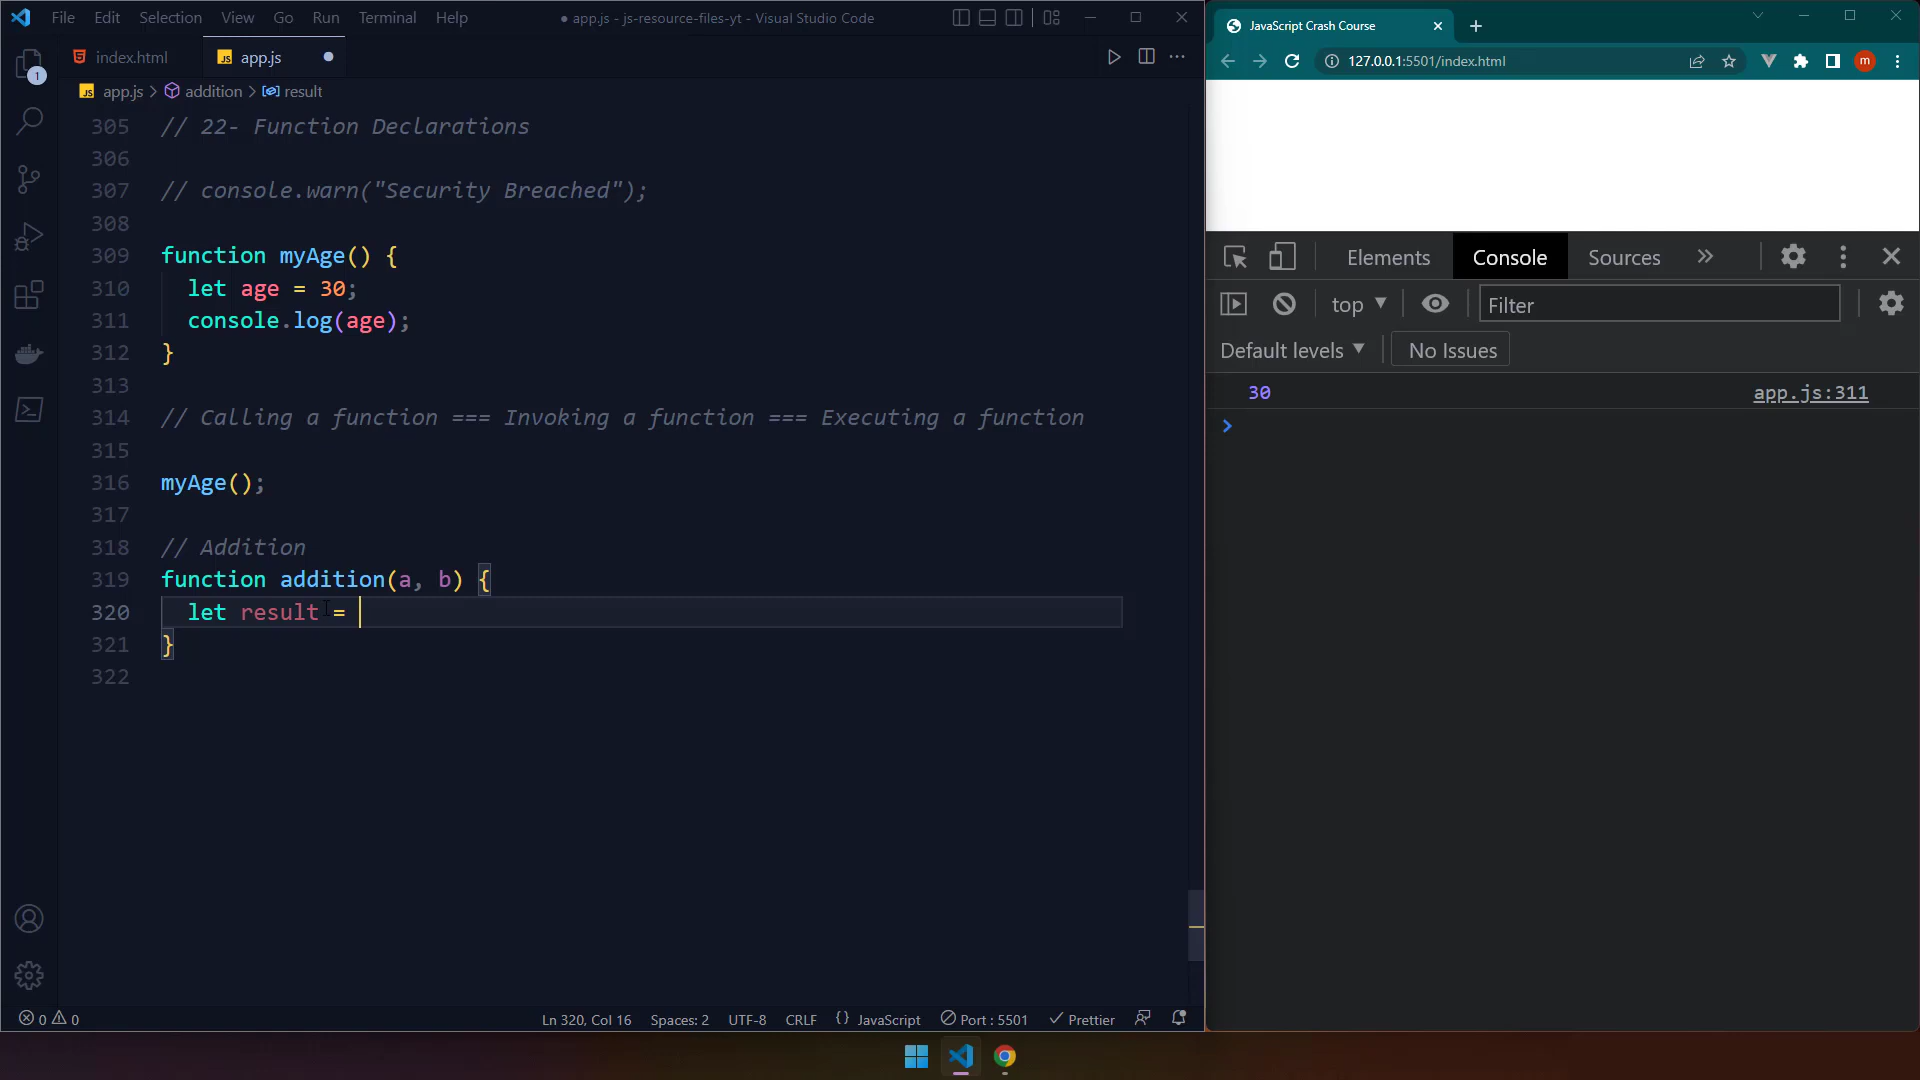 File Edit Selection View Go Run Terminal Help
● app.js - js-resource-files-yt - Visual Studio Code
index.html
JS app.js ●
JS app.js > addition > result
1
305 // 22- Function Declarations
306
307 // console.warn("Security Breached");
308
309 function myAge() {
310 let age = 30;
311 console.log(age);
312 }
313
314 // Calling a function === Invoking a function === Executing a function
315
316 myAge();
317
318 // Addition
319 function addition(a, b) {
320 let result =
321 }
322
0 0 Ln 320, Col 16 Spaces: 2 UTF-8 CRLF {} JavaScript Port : 5501 Prettier
JavaScript Crash Course
127.0.0.1:5501/index.html
m
Elements Console Sources
top Filter
Default levels No Issues
30 app.js:311